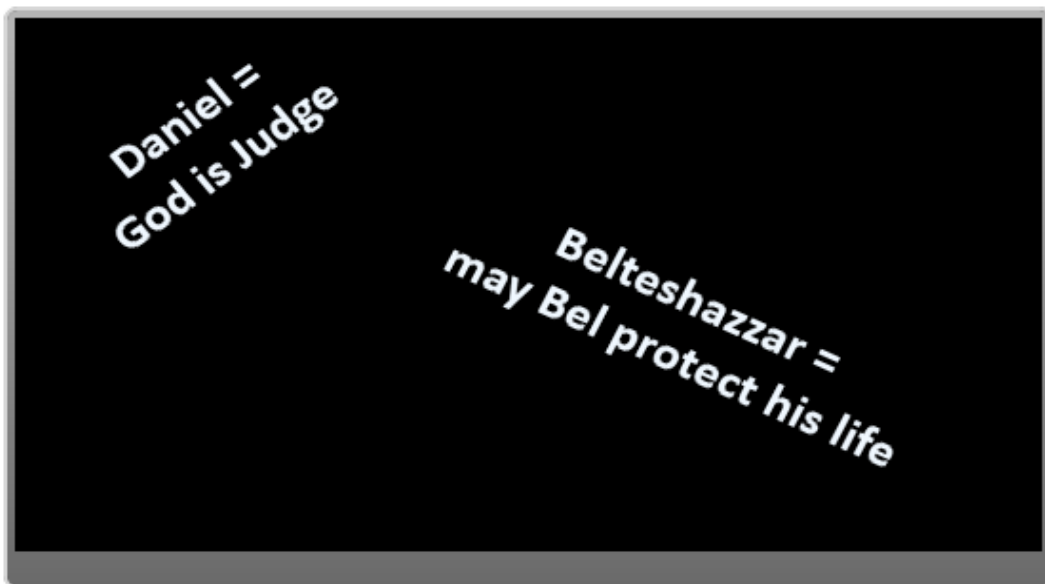 Daniel =
God is Judge
Belteshazzar =
may Bel protect his life